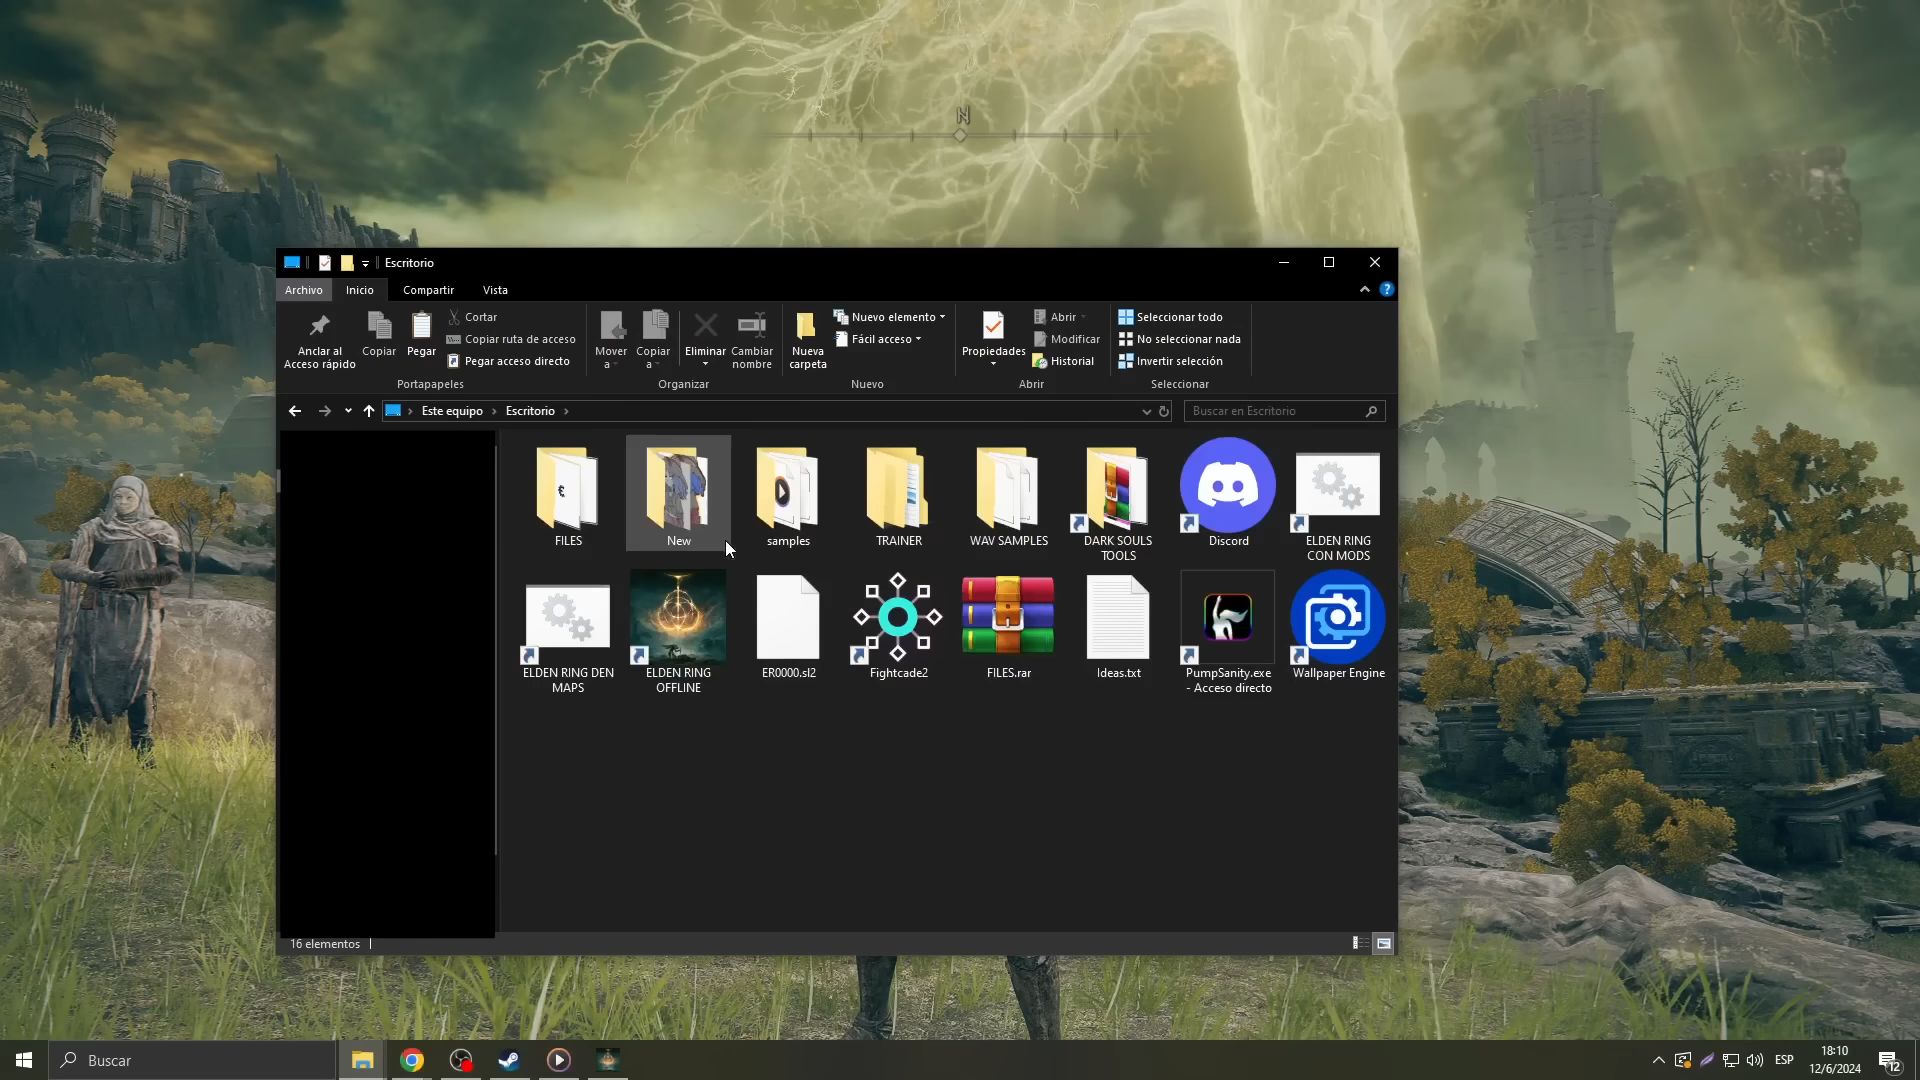 N
Escritorio
Archivo
Inicio
Compartir
Vista
?
Anclar al
Acceso rápido
Copiar
Pegar
Cortar
Copiar ruta de acceso
Pegar acceso directo
Portapapeles
Mover
a
Copiar
a
Eliminar
Cambiar
nombre
Organizar
Nueva
carpeta
Nuevo elemento
Fácil acceso
Nuevo
Propiedades
Abrir
Modificar
Historial
Abrir
Seleccionar todo
No seleccionar nada
Invertir selección
Seleccionar
Este equipo
Escritorio
Buscar en Escritorio
FILES
New
samples
TRAINER
WAV SAMPLES
DARK SOULS
TOOLS
Discord
ELDEN RING
CON MODS
ELDEN RING DEN
MAPS
ELDEN RING
OFFLINE
ER0000.sl2
Fightcade2
FILES.rar
Ideas.txt
PumpSanity.exe
- Acceso directo
Wallpaper Engine
16 elementos
Buscar
ESP
18:10
12/6/2024
12